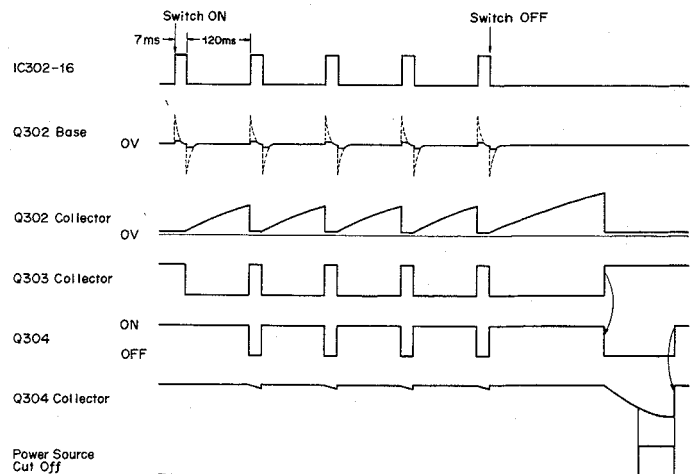 Switch ON
Switch OFF
7ms
120ms
IC302-16
Q302 Base
0V
Q302 Collector
0V
Q303 Collector
ON
Q304
OFF
Q304 Collector
Power Source
Cut Off